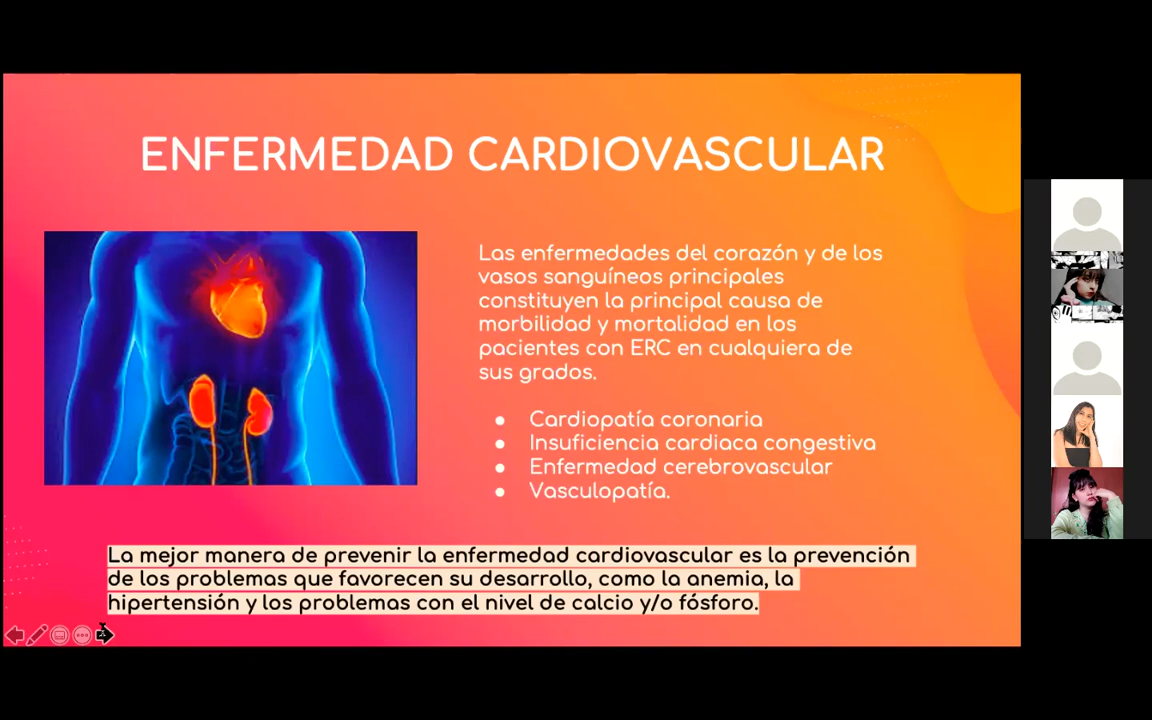 ENFERMEDAD CARDIOVASCULAR
Las enfermedades del corazón y de los
vasos sanguíneos principales
constituyen la principal causa de
morbilidad y mortalidad en los
pacientes con ERC en cualquiera de
sus grados.
● Cardiopatía coronaria
● Insuficiencia cardiaca congestiva
● Enfermedad cerebrovascular
● Vasculopatía.
La mejor manera de prevenir la enfermedad cardiovascular es la prevención
de los problemas que favorecen su desarrollo, como la anemia, la
hipertensión y los problemas con el nivel de calcio y/o fósforo.